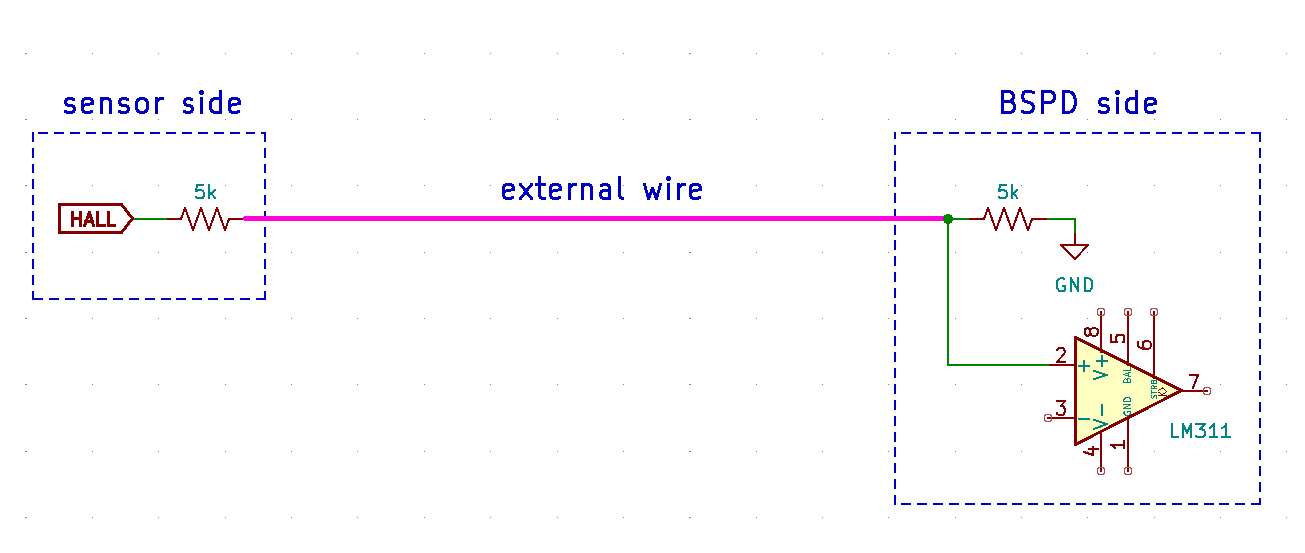 sensor side
BSPD side
5k
external wire
5k
HALL
GND
8
5
6
2
+
V+
BAL
STRB
7
3
-
V-
GND
LM311
4
1